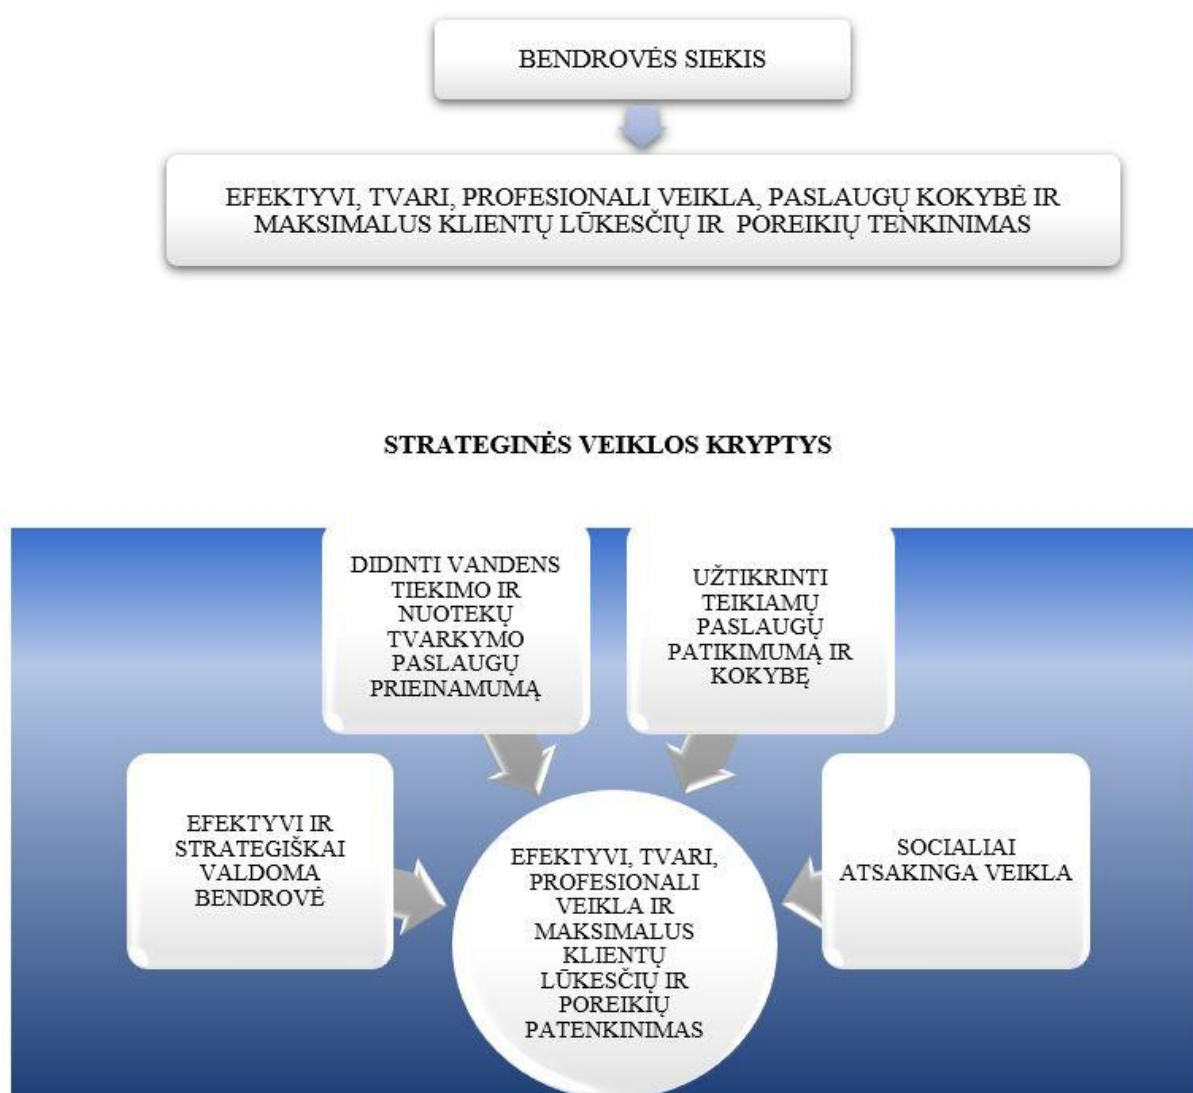 BENDROVĖS SIEKIS
EFEKTYVI, TVARI, PROFESIONALI VEIKLA, PASLAUGŲ KOKYBĖ IR
MAKSIMALUS KLIENTŲ LŪKESČIŲ IR POREIKIŲ TENKINIMAS
STRATEGINĖS VEIKLOS KRYPTYS
DIDINTI VANDENS
TIEKIMO IR
NUOTEKŲ
TVARKYMO
PASLAUGŲ
PRIEINAMUMĄ
UŽTIKRINTI
TEIKIAMŲ
PASLAUGŲ
PATIKIMUMĄ IR
KOKYBĘ
EFEKTYVI IR
STRATEGIŠKAI
VALDOMA
BENDROVĖ
EFEKTYVI, TVARI,
PROFESIONALI
VEIKLA IR
MAKSIMALUS
KLIENTŲ
LŪKESČIŲ IR
POREIKIŲ
PATENKINIMAS
SOCIALIAI
ATSAKINGA VEIKLA